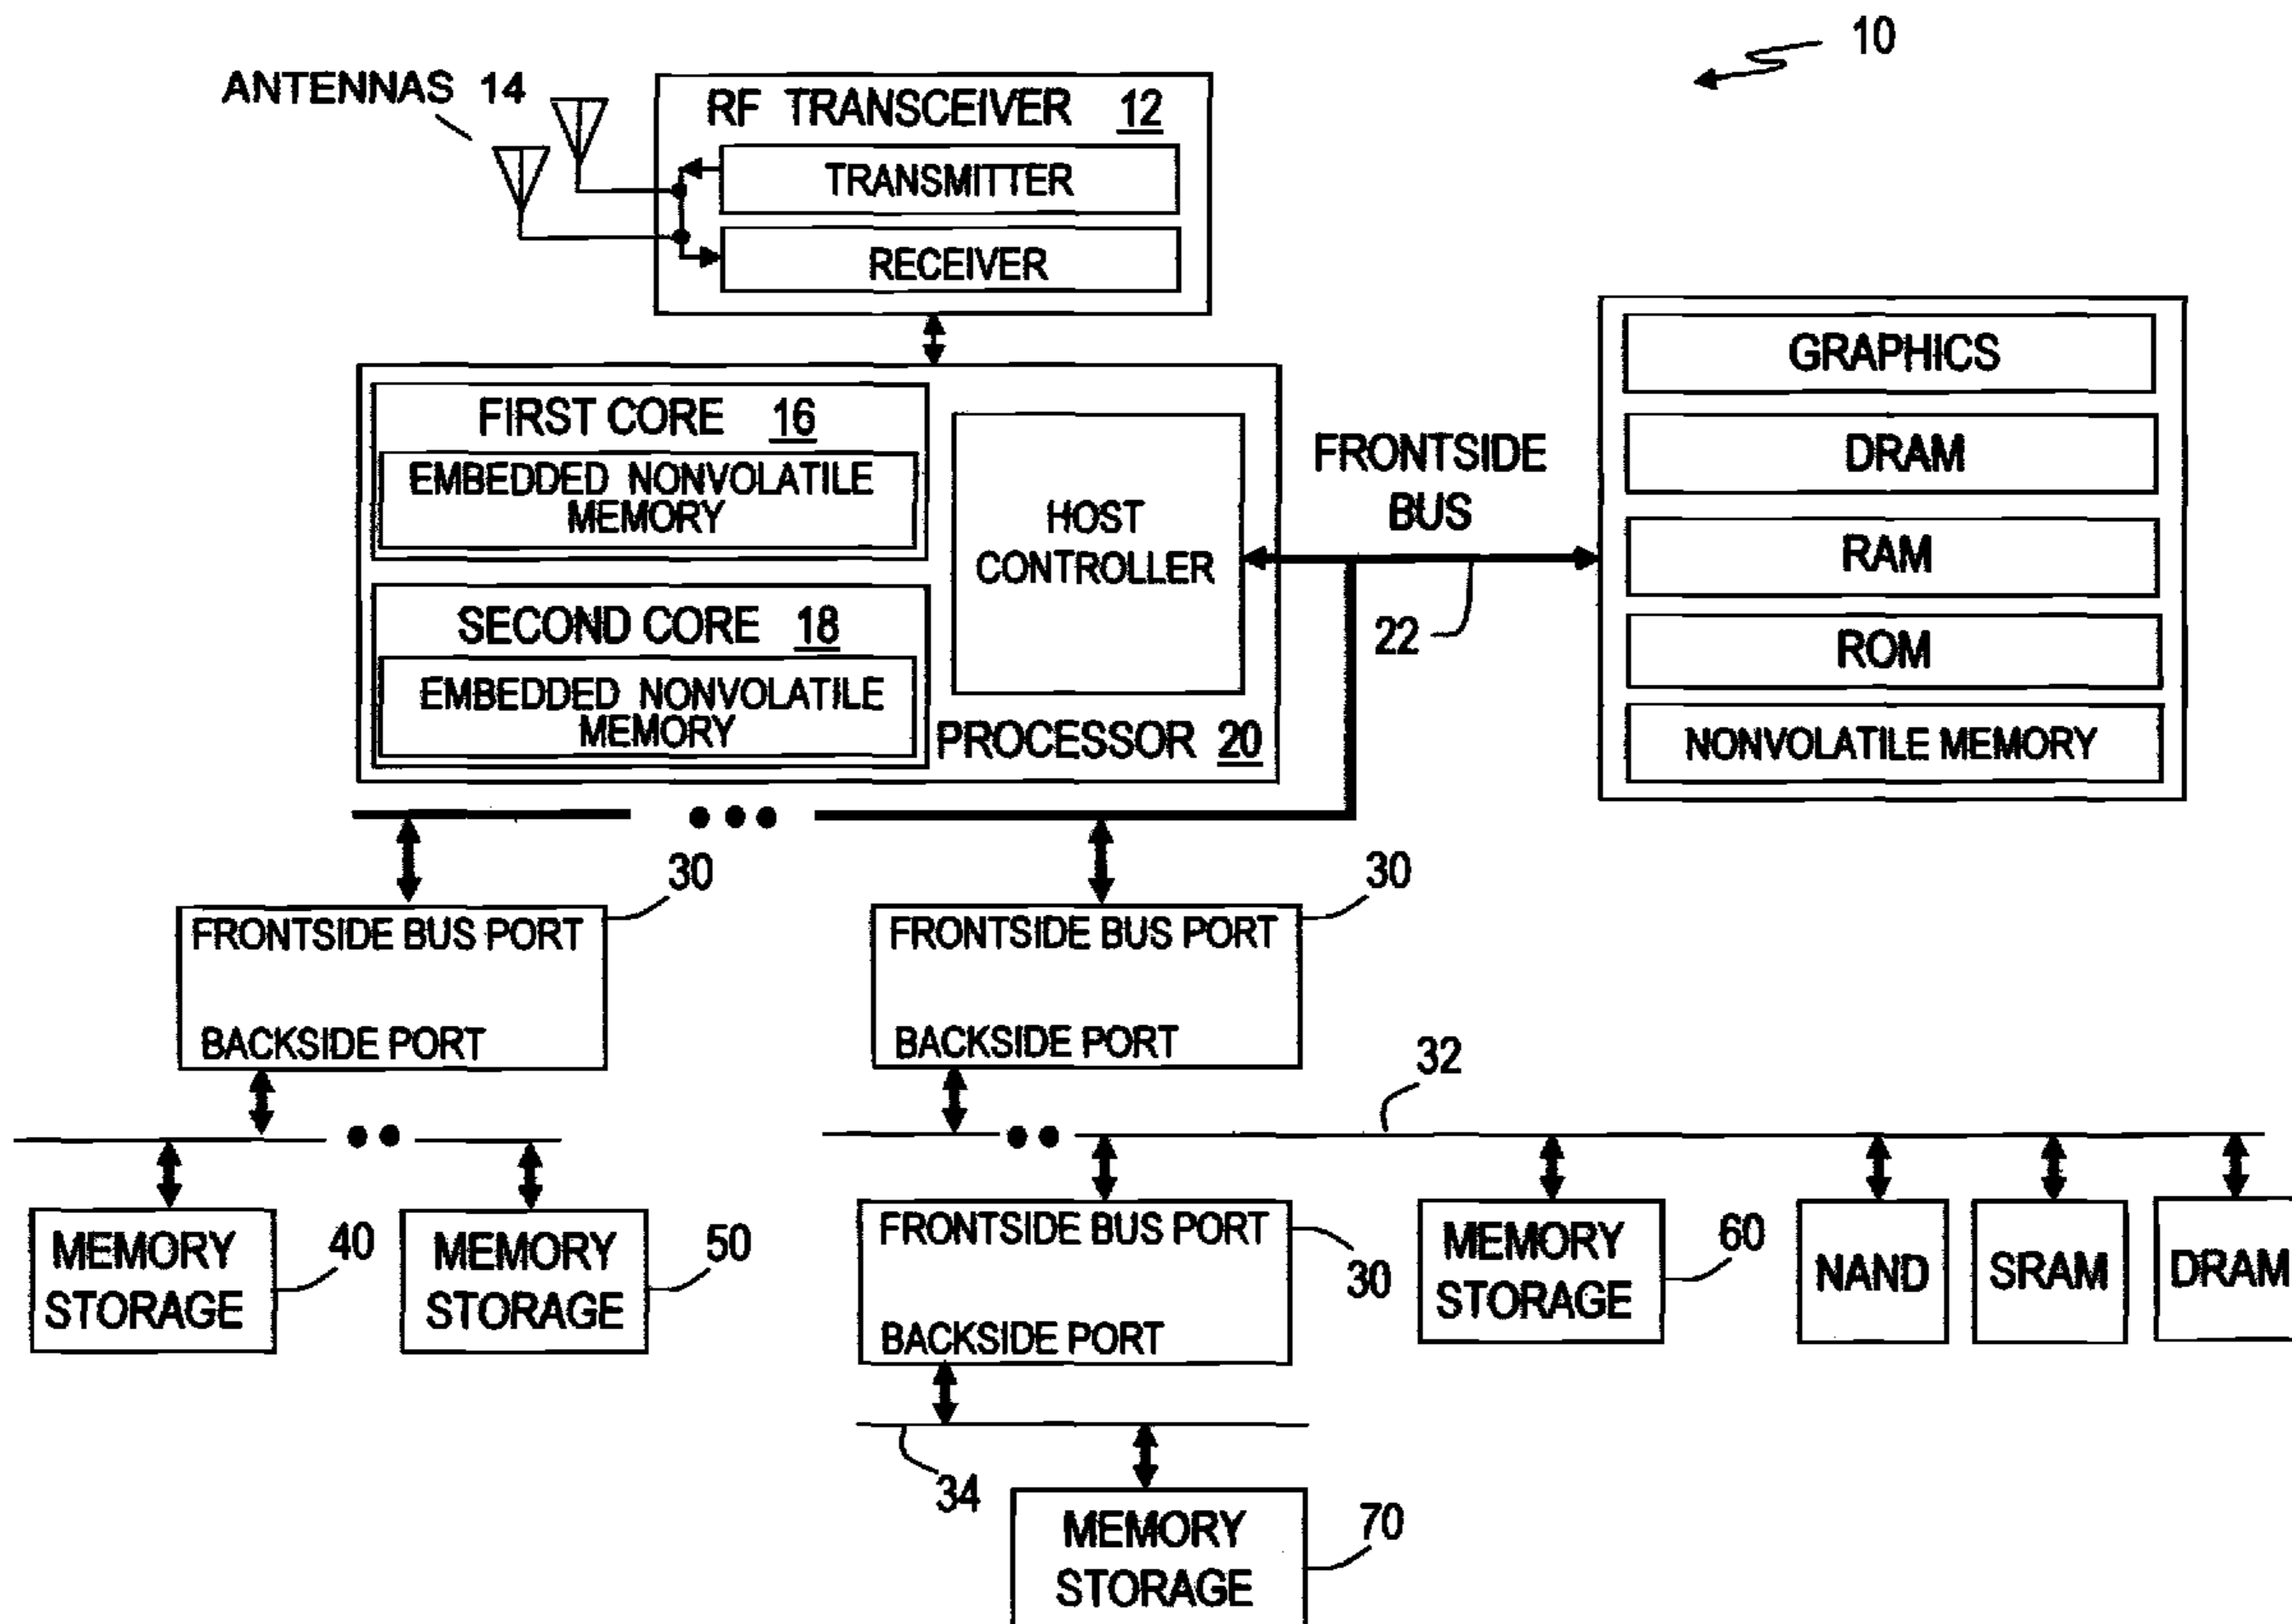 10
ANTENNAS 14
RF TRANSCEIVER 12
TRANSMITTER
RECEIVER
FIRST CORE 16
EMBEDDED NONVOLATILE
MEMORY
SECOND CORE 18
EMBEDDED NONVOLATILE
MEMORY
HOST
CONTROLLER
PROCESSOR 20
FRONTSIDE
BUS
22
GRAPHICS
DRAM
RAM
ROM
NONVOLATILE MEMORY
30
FRONTSIDE BUS PORT
BACKSIDE PORT
30
FRONTSIDE BUS PORT
BACKSIDE PORT
32
MEMORY
STORAGE
40
MEMORY
STORAGE
50
FRONTSIDE BUS PORT
BACKSIDE PORT
30
MEMORY
STORAGE
60
NAND
SRAM
DRAM
34
MEMORY
STORAGE
70